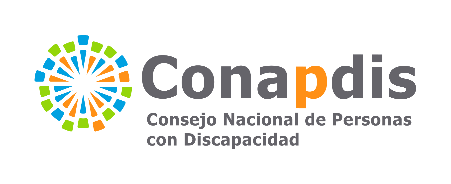 Conapdis
Consejo Nacional de Personas
con Discapacidad